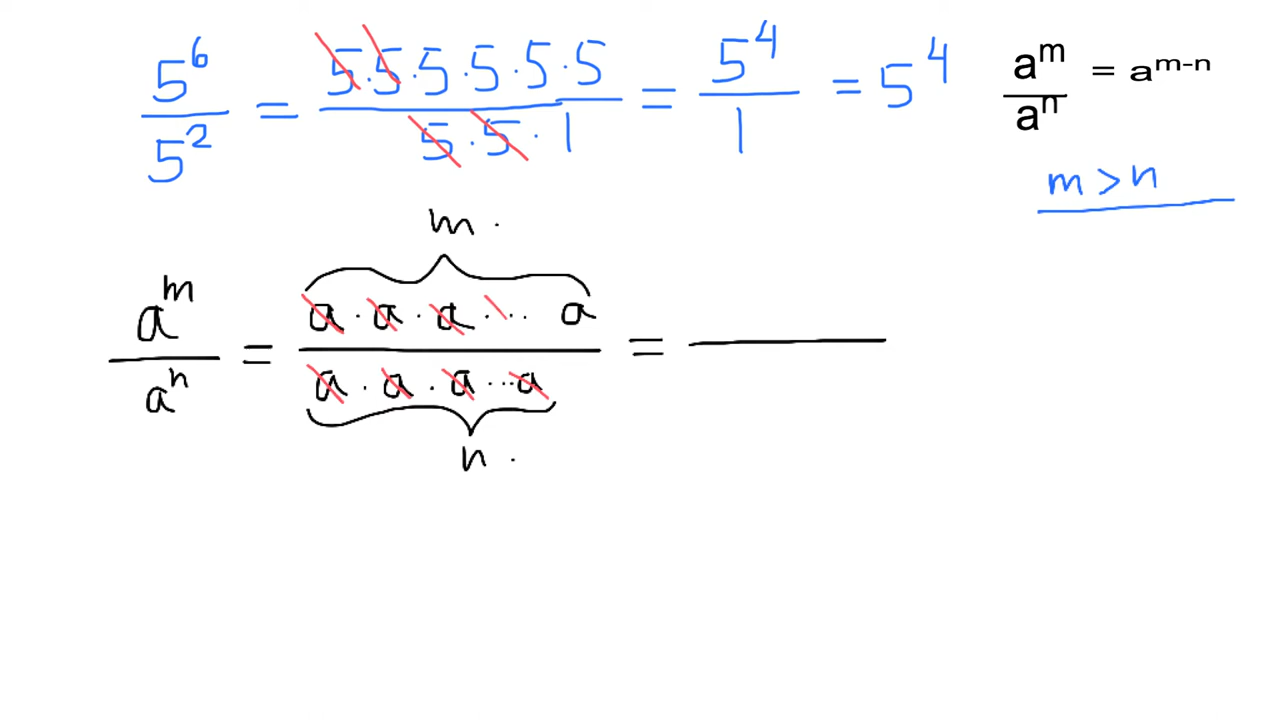 5^6/5^2 = (5·5·5·5·5·5)/(5·5·1) = 5^4/1 = 5^4
a^m/a^n = a^(m-n)
m > n
m
a^m/a^n = (a·a·a·... a)/(a·a·a···a) =
n